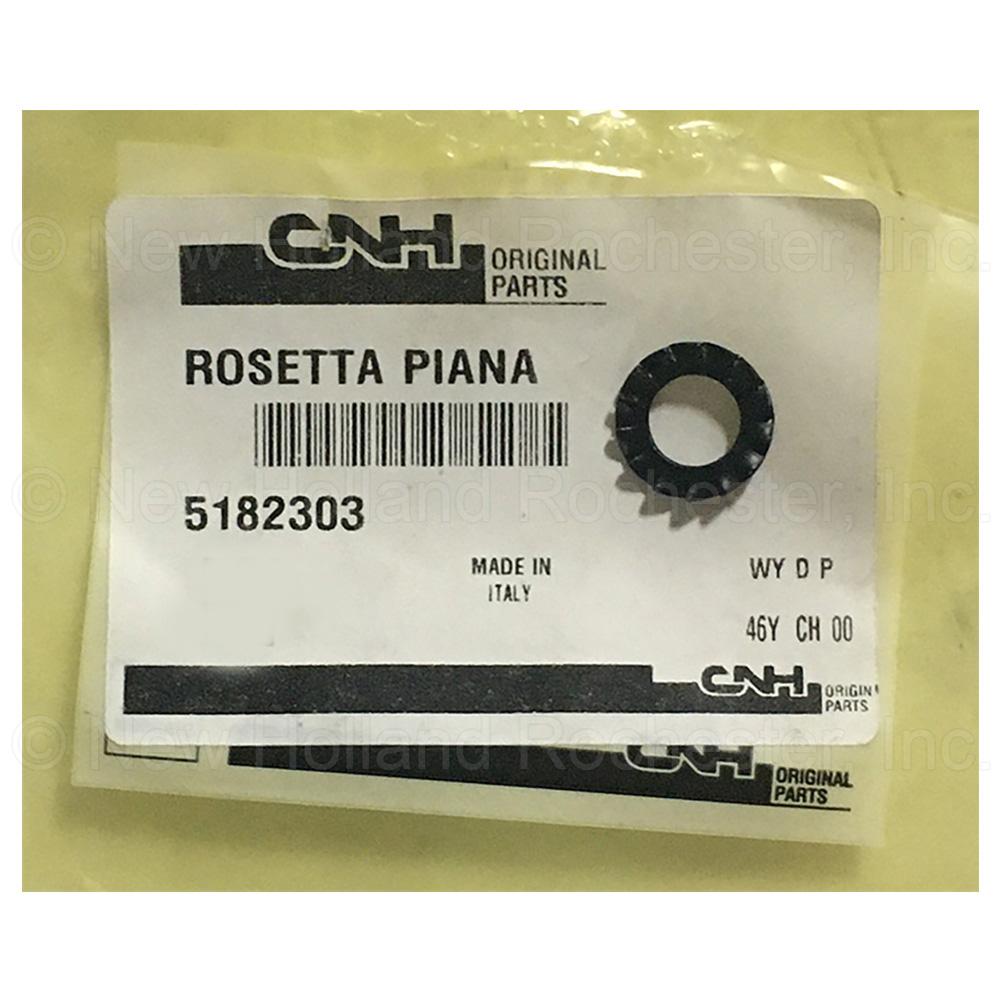 CNH ORIGINAL
PARTS
ROSETTA PIANA
5182303
MADE IN
ITALY
WY D P
46Y CH 00
CNH ORIGIN
PARTS
CNH ORIGINAL
PARTS
© New Holland Rochester, Inc.
© New Holland Rochester, Inc.
© New Holland Rochester, Inc.